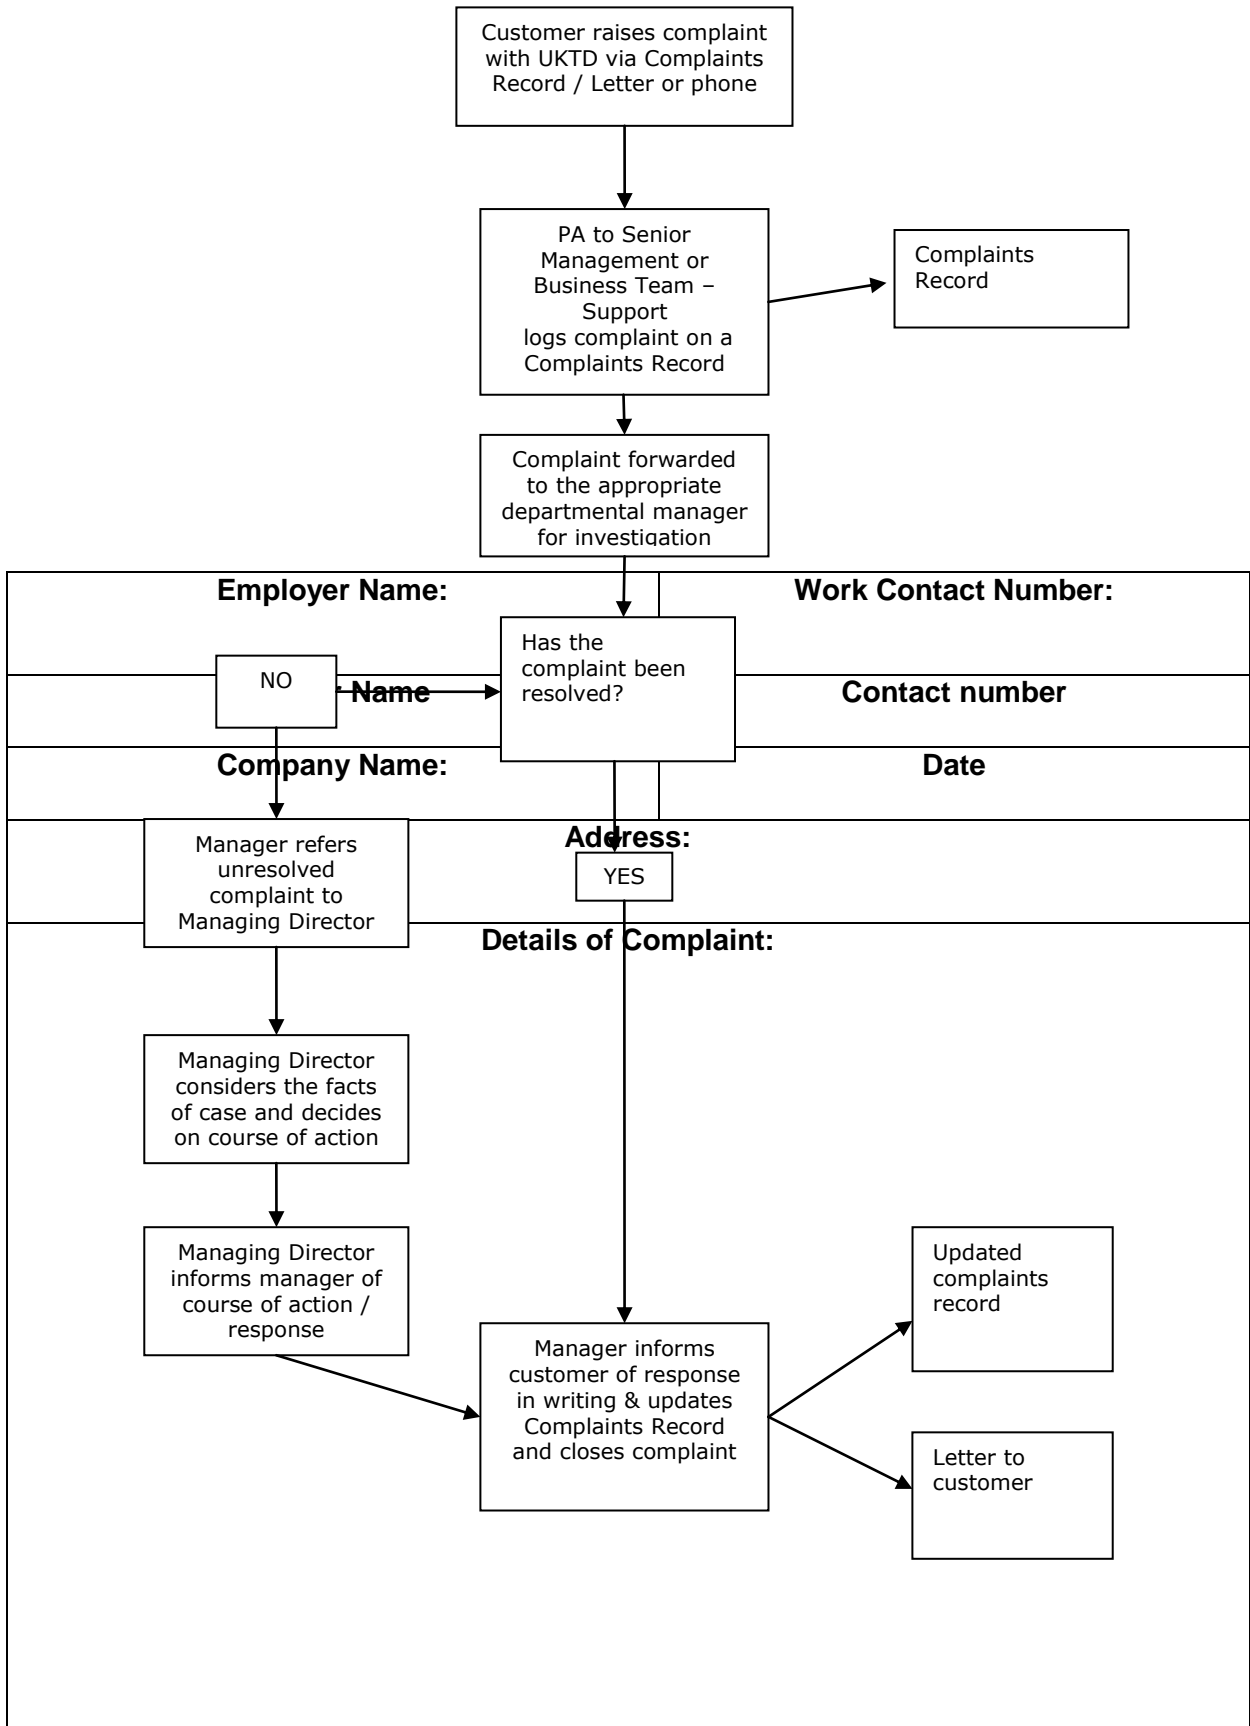 Customer raises complaint
with UKTD via Complaints
Record / Letter or phone
PA to Senior
Management or
Business Team –
Support
logs complaint on a
Complaints Record
Complaints
Record
Complaint forwarded
to the appropriate
departmental manager
for investigation
Employer Name:
Work Contact Number:
Has the
complaint been
resolved?
NO
Name
Contact number
Company Name:
Date
Address:
YES
Manager refers
unresolved
complaint to
Managing Director
Details of Complaint:
Managing Director
considers the facts
of case and decides
on course of action
Managing Director
informs manager of
course of action /
response
Updated
complaints
record
Manager informs
customer of response
in writing & updates
Complaints Record
and closes complaint
Letter to
customer